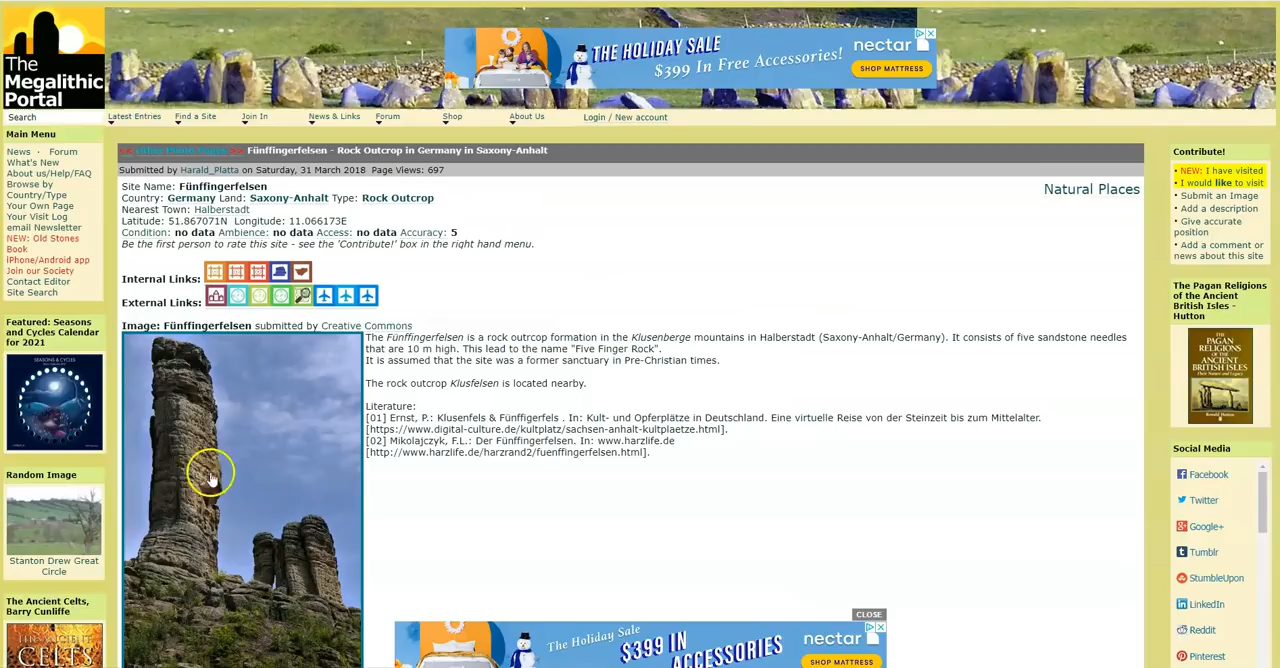 The
Megalithic
Portal
THE HOLIDAY SALE
$399 In Free Accessories!
nectar
SHOP MATTRESS
Search
Latest Entries
Find a Site
Join In
News & Links
Forum
Shop
About Us
Login / New account
Main Menu
News · Forum
What's New
About us/Help/FAQ
Browse by
Country/Type
Your Own Page
Your Visit Log
email Newsletter
NEW: Old Stones
Book
iPhone/Android app
Join our Society
Contact Editor
Site Search
Featured: Seasons
and Cycles Calendar
for 2021
SEASONS & CYCLES
Random Image
Stanton Drew Great
Circle
The Ancient Celts,
Barry Cunliffe
THE ANCIENT
CELTS
Fünffingerfelsen - Rock Outcrop in Germany in Saxony-Anhalt
Submitted by Harald_Platta on Saturday, 31 March 2018 Page Views: 697
Natural Places
Site Name: Fünffingerfelsen
Country: Germany Land: Saxony-Anhalt Type: Rock Outcrop
Nearest Town: Halberstadt
Latitude: 51.867071N Longitude: 11.066173E
Condition: no data Ambience: no data Access: no data Accuracy: 5
Be the first person to rate this site - see the 'Contribute!' box in the right hand menu.
Internal Links:
External Links:
Image: Fünffingerfelsen submitted by Creative Commons
The Fünffingerfelsen is a rock outcrop formation in the Klusenberge mountains in Halberstadt (Saxony-Anhalt/Germany). It consists of five sandstone needles
that are 10 m high. This lead to the name "Five Finger Rock".
It is assumed that the site was a former sanctuary in Pre-Christian times.
The rock outcrop Klusfelsen is located nearby.
Literature:
[01] Ernst, P.: Klusenfels & Fünffigerfels . In: Kult- und Opferplätze in Deutschland. Eine virtuelle Reise von der Steinzeit bis zum Mittelalter.
[https://www.digital-culture.de/kultplatz/sachsen-anhalt-kultplaetze.html].
[02] Mikolajczyk, F.L.: Der Fünffingerfelsen. In: www.harzlife.de
[http://www.harzlife.de/harzrand2/fuenffingerfelsen.html].
CLOSE
The Holiday Sale
$399 IN
ACCESSORIES
nectar
SHOP MATTRESS
Contribute!
• NEW: I have visited
• I would like to visit
• Submit an Image
• Add a description
• Give accurate
position
• Add a comment or
news about this site
The Pagan Religions
of the Ancient
British Isles -
Hutton
THE
PAGAN
RELIGIONS
OF THE
ANCIENT
BRITISH ISLES
Ronald Hutton
Social Media
Facebook
Twitter
Google+
Tumblr
StumbleUpon
LinkedIn
Reddit
Pinterest